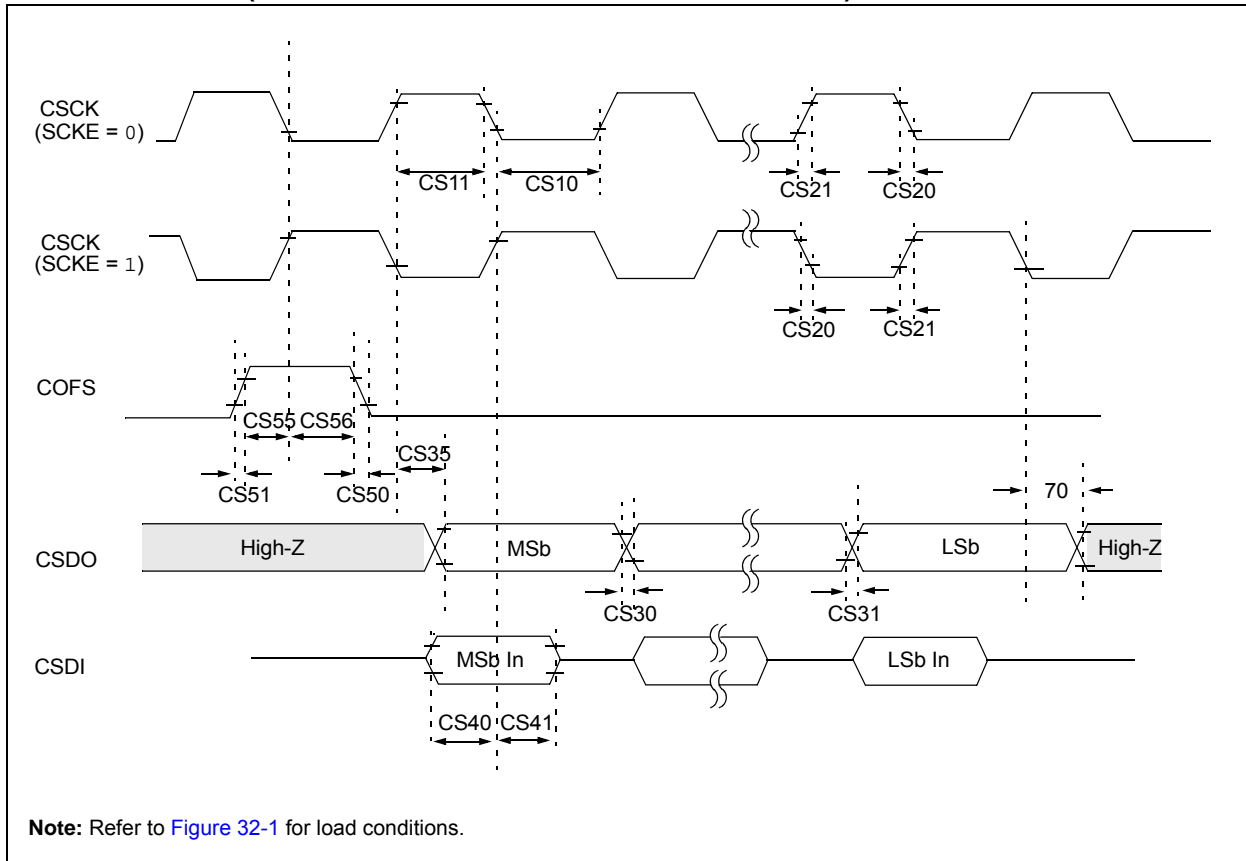 CSCK
(SCKE = 0)
CS11
CS10
CS21
CS20
CSCK
(SCKE = 1)
CS20
CS21
COFS
CS55
CS56
CS35
CS51
CS50
70
CSDO
High-Z
MSb
LSb
High-Z
CS30
CS31
CSDI
MSb In
LSb In
CS40
CS41
Note: Refer to Figure 32-1 for load conditions.